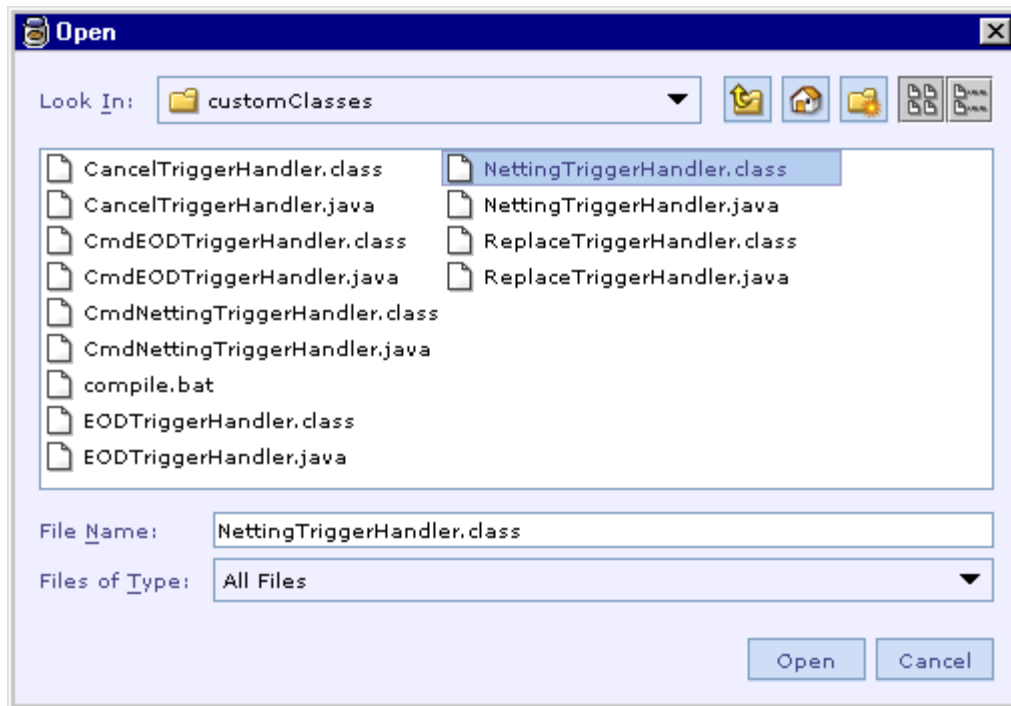 Open
Look In: customClasses
CancelTriggerHandler.class
CancelTriggerHandler.java
CmdEODTriggerHandler.class
CmdEODTriggerHandler.java
CmdNettingTriggerHandler.class
CmdNettingTriggerHandler.java
compile.bat
EODTriggerHandler.class
EODTriggerHandler.java
NettingTriggerHandler.class
NettingTriggerHandler.java
ReplaceTriggerHandler.class
ReplaceTriggerHandler.java
File Name: NettingTriggerHandler.class
Files of Type: All Files
Open Cancel